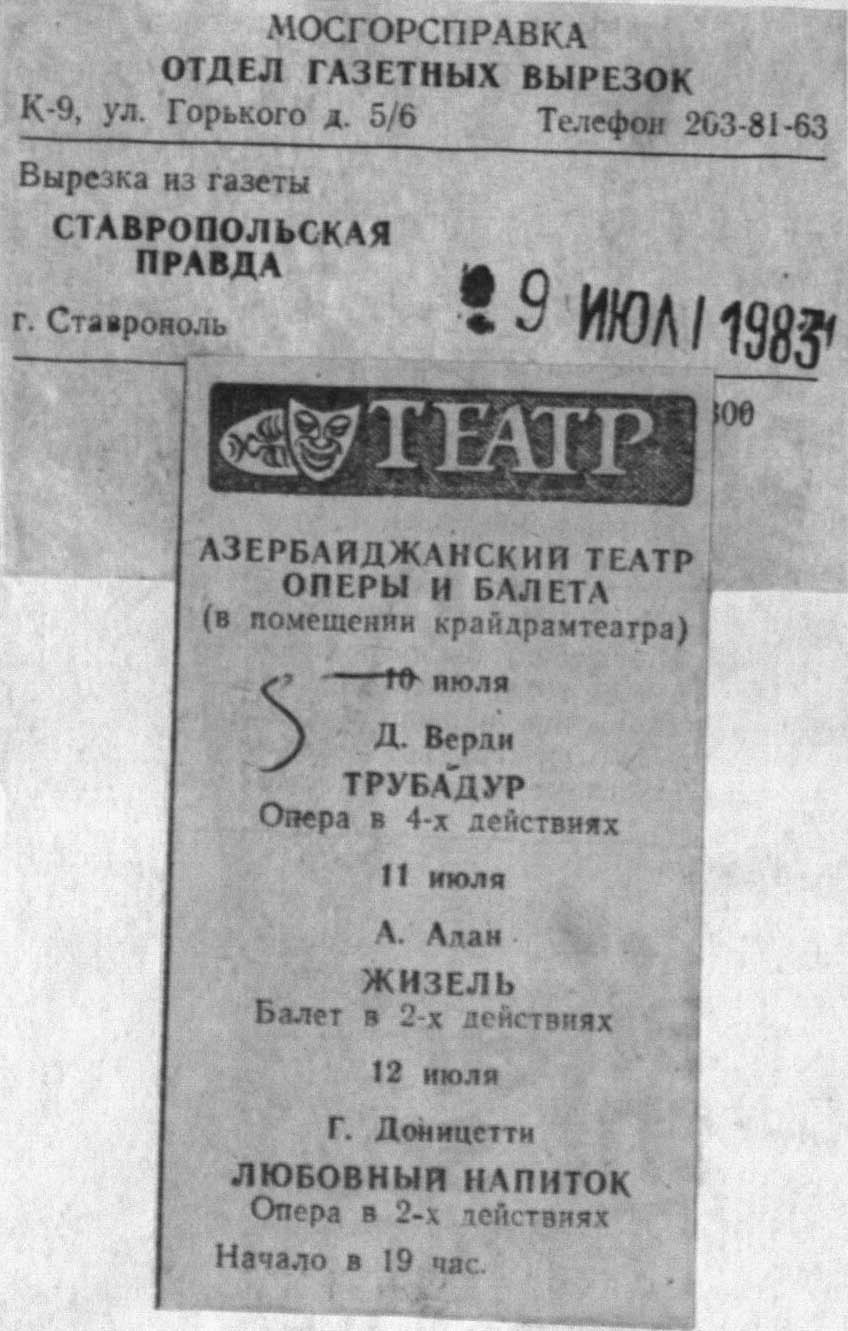 МОСГОРСПРАВКА
ОТДЕЛ ГАЗЕТНЫХ ВЫРЕЗОК
К-9, ул. Горького д. 5/6 Телефон 203-81-63
Вырезка из газеты
СТАВРОПОЛЬСКАЯ
ПРАВДА
г. Ставрополь
9 ИЮЛ 1983
ТЕАТР
АЗЕРБАЙДЖАНСКИЙ ТЕАТР
ОПЕРЫ И БАЛЕТА
(в помещении крайдрамтеатра)
10 июля
Д. Верди
ТРУБАДУР
Опера в 4-х действиях
11 июля
А. Адан
ЖИЗЕЛЬ
Балет в 2-х действиях
12 июля
Г. Доницетти
ЛЮБОВНЫЙ НАПИТОК
Опера в 2-х действиях
Начало в 19 час.